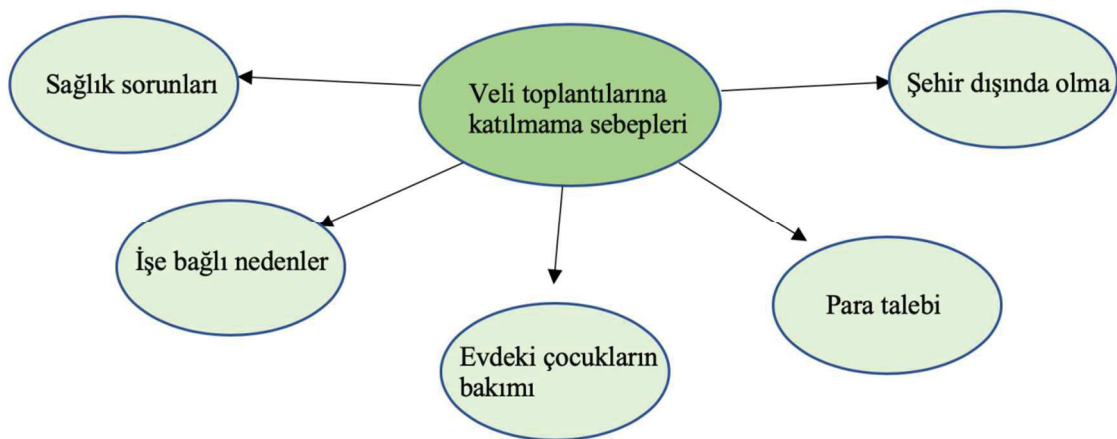 Veli toplantılarına
katılmama sebepleri
Sağlık sorunları
Şehir dışında olma
İşe bağlı nedenler
Para talebi
Evdeki çocukların
bakımı